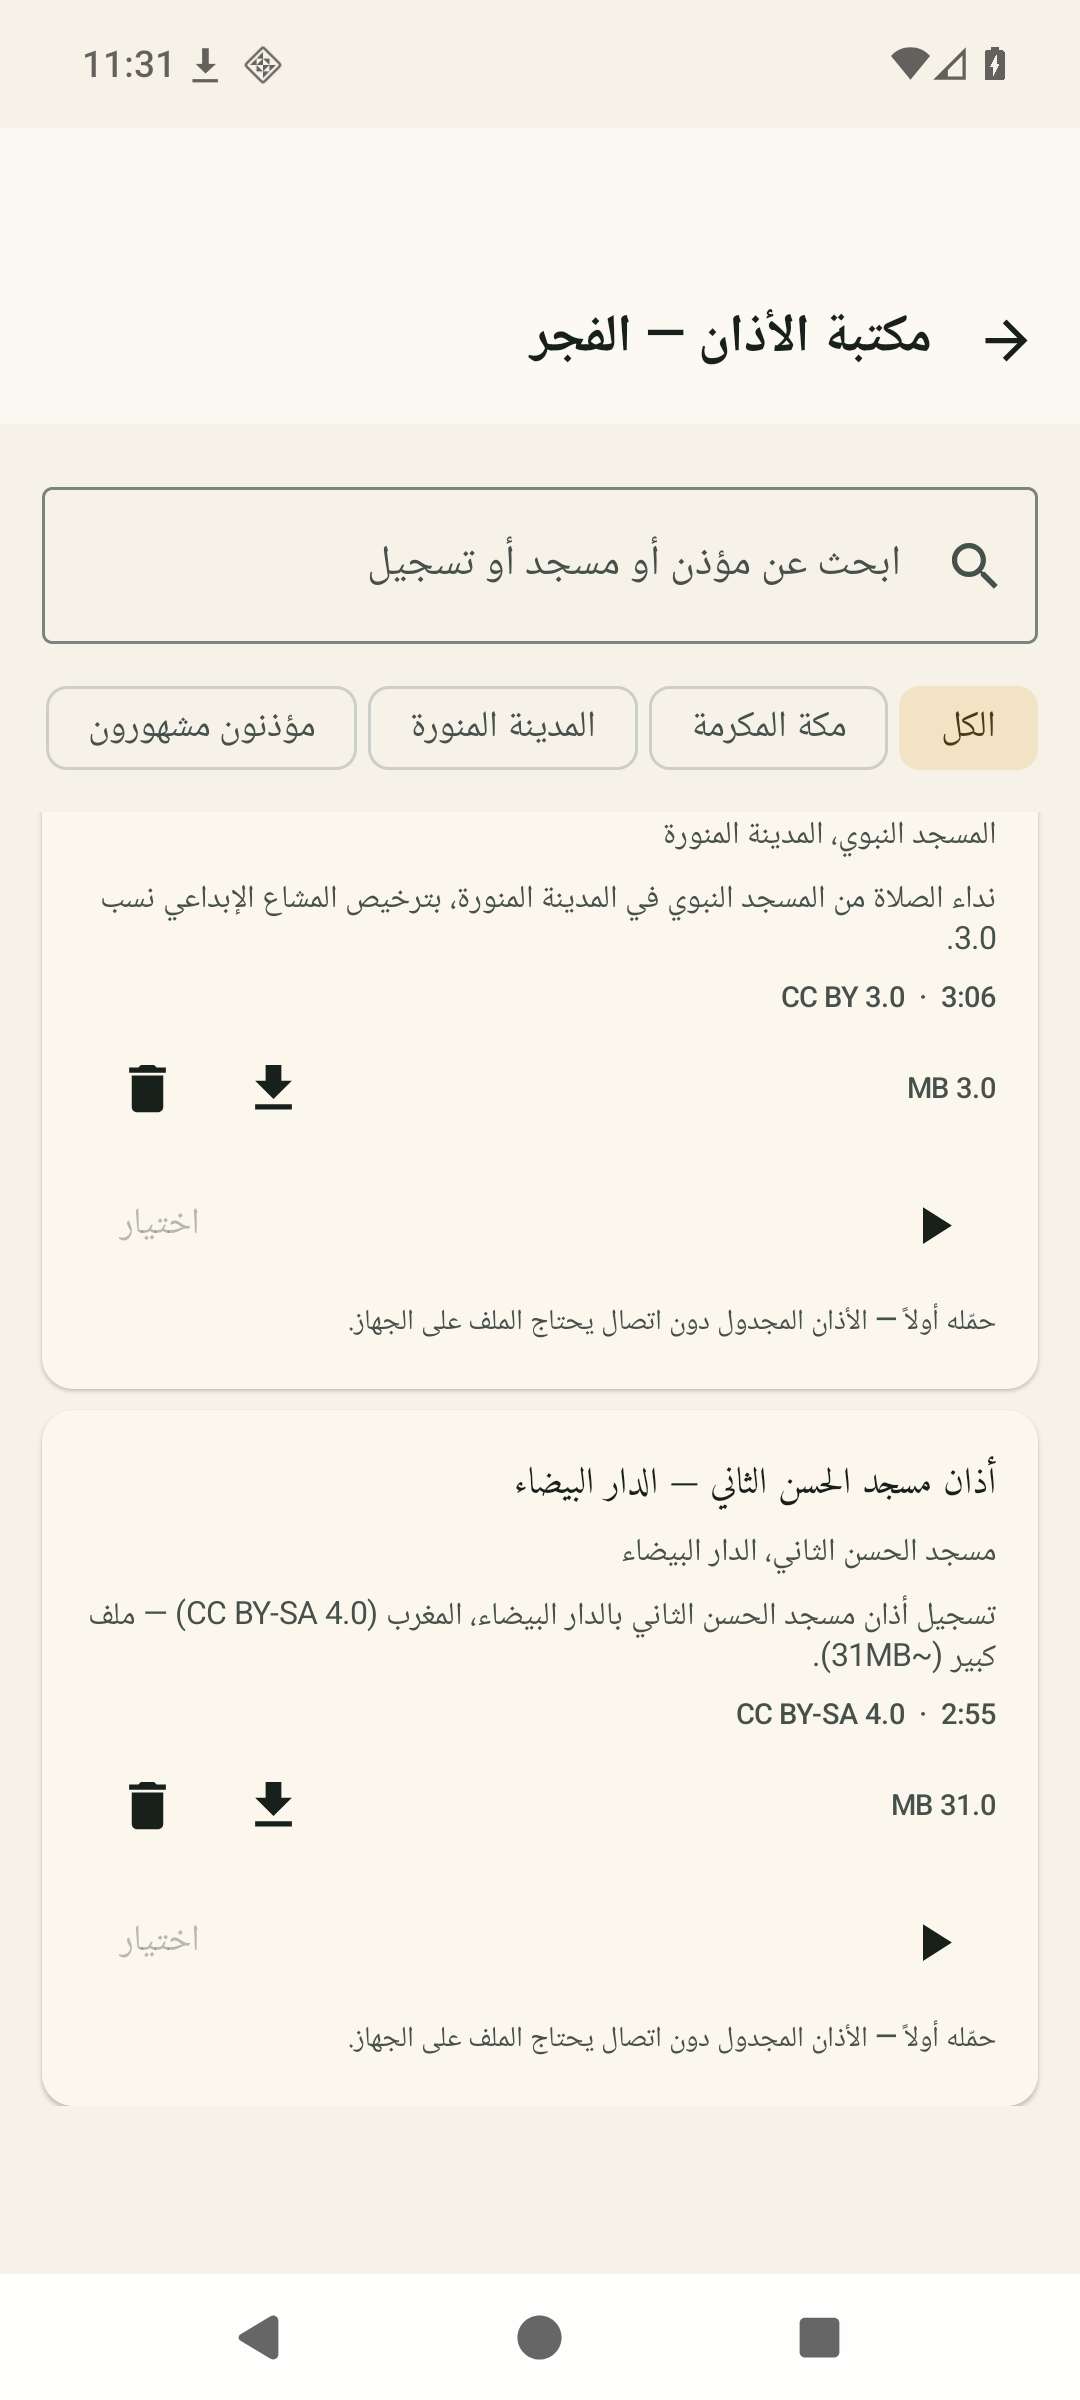 11:31
مكتبة الأذان — الفجر
ابحث عن مؤذن أو مسجد أو تسجيل
الكل
مكة المكرمة
المدينة المنورة
مؤذنون مشهورون
المسجد النبوي، المدينة المنورة
نداء الصلاة من المسجد النبوي في المدينة المنورة، بترخيص المشاع الإبداعي نسب
3.0.
3:06 · CC BY 3.0
3.0 MB
اختيار
حمّله أولاً — الأذان المجدول دون اتصال يحتاج الملف على الجهاز.
أذان مسجد الحسن الثاني — الدار البيضاء
مسجد الحسن الثاني، الدار البيضاء
تسجيل أذان مسجد الحسن الثاني بالدار البيضاء، المغرب (CC BY-SA 4.0) — ملف
كبير (~31MB).
2:55 · CC BY-SA 4.0
31.0 MB
اختيار
حمّله أولاً — الأذان المجدول دون اتصال يحتاج الملف على الجهاز.